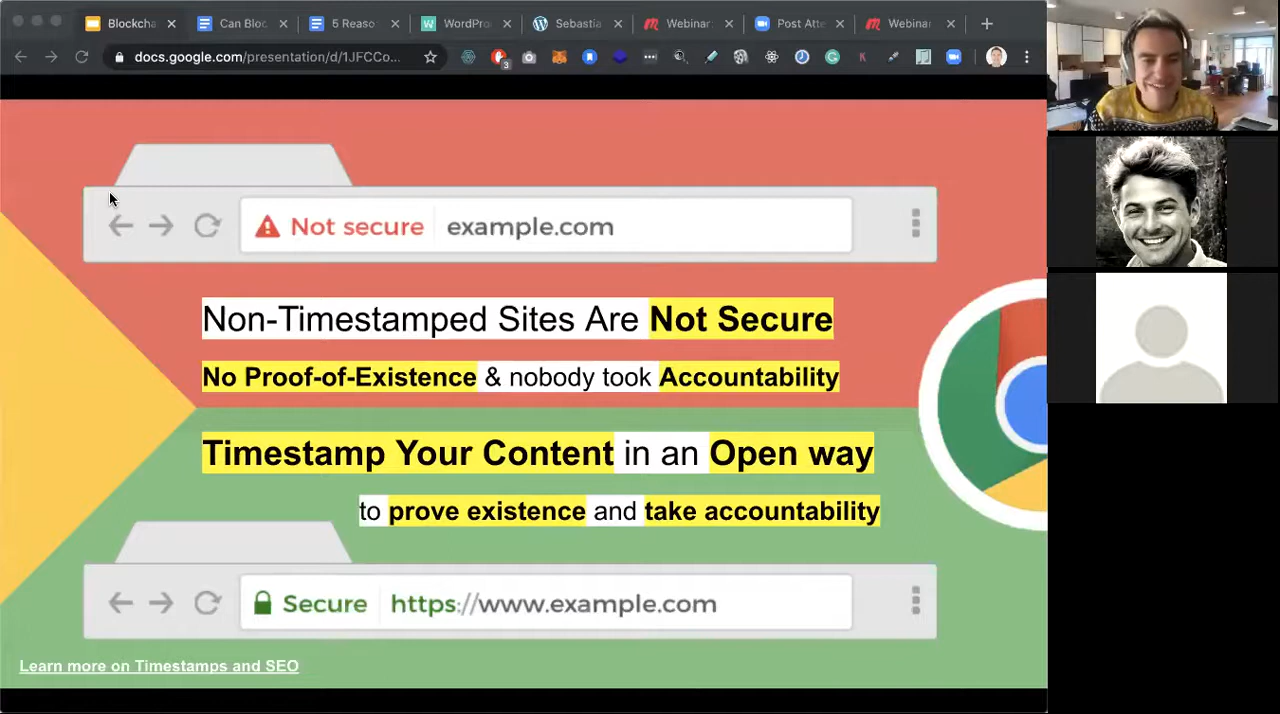 Blockcha
Can Bloc
5 Reaso
WordPro
Sebastia
Webinar
Post Atte
Webinar
docs.google.com/presentation/d/1JFCCo...
3
Not secure example.com
Non-Timestamped Sites Are Not Secure
No Proof-of-Existence & nobody took Accountability
Timestamp Your Content in an Open way
to prove existence and take accountability
Secure https://www.example.com
Learn more on Timestamps and SEO